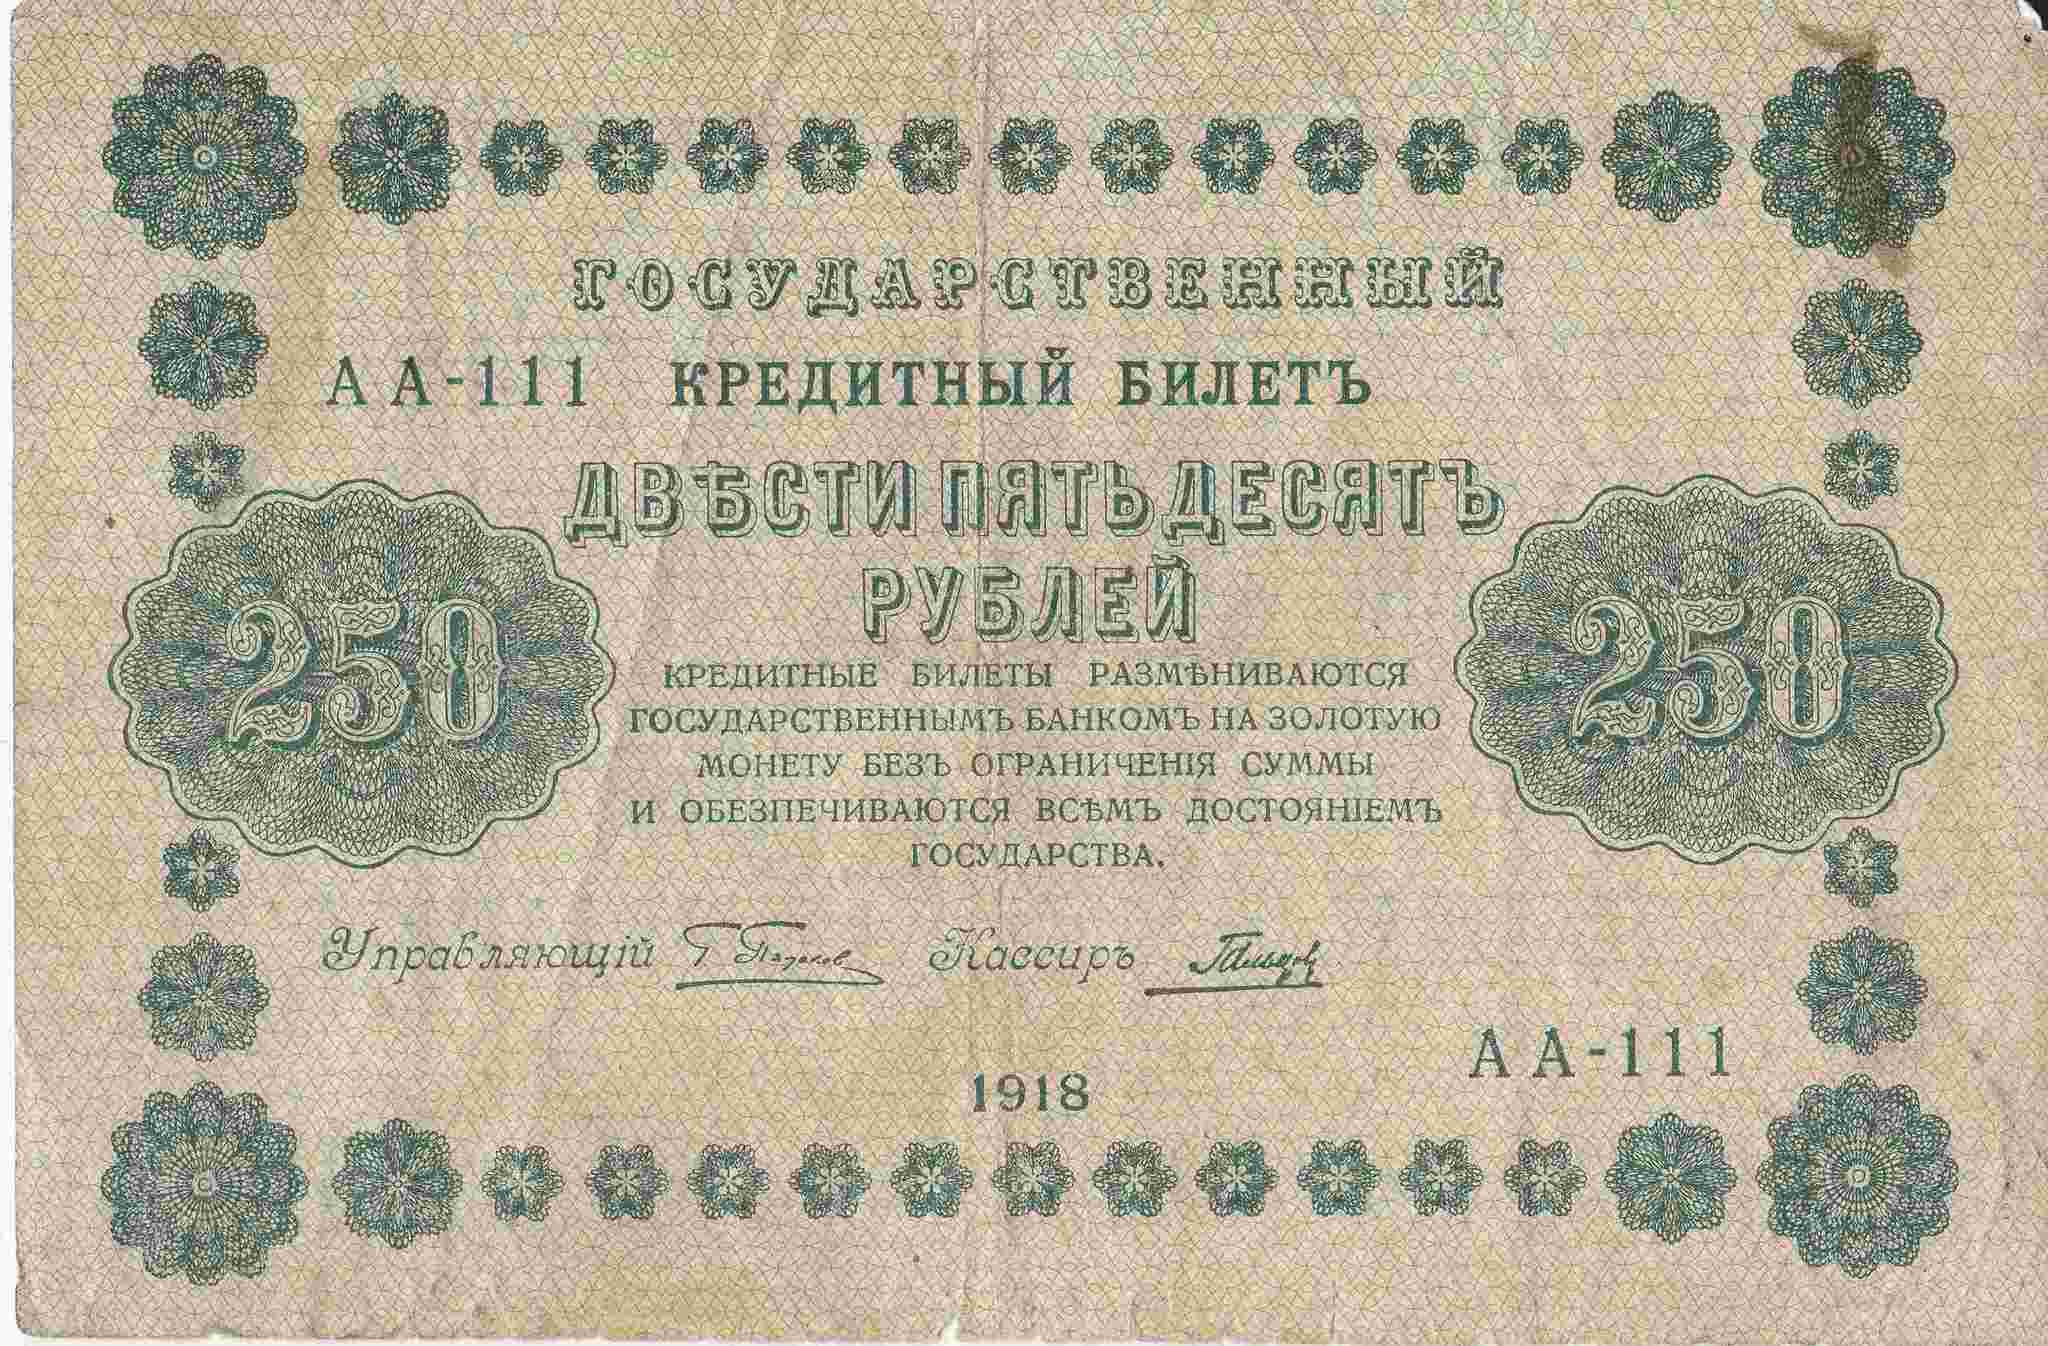 ГОСУДАРСТВЕННЫЙ
АА-111 КРЕДИТНЫЙ БИЛЕТЪ
ДВѢСТИ ПЯТЬДЕСЯТЪ
РУБЛЕЙ
250
250
КРЕДИТНЫЕ БИЛЕТЫ РАЗМѢНИВАЮТСЯ
ГОСУДАРСТВЕННЫМЪ БАНКОМЪ НА ЗОЛОТУЮ
МОНЕТУ БЕЗЪ ОГРАНИЧЕНІЯ СУММЫ
И ОБЕЗПЕЧИВАЮТСЯ ВСѢМЪ ДОСТОЯНІЕМЪ
ГОСУДАРСТВА.
Управляющій Кассиръ
АА-111
1918